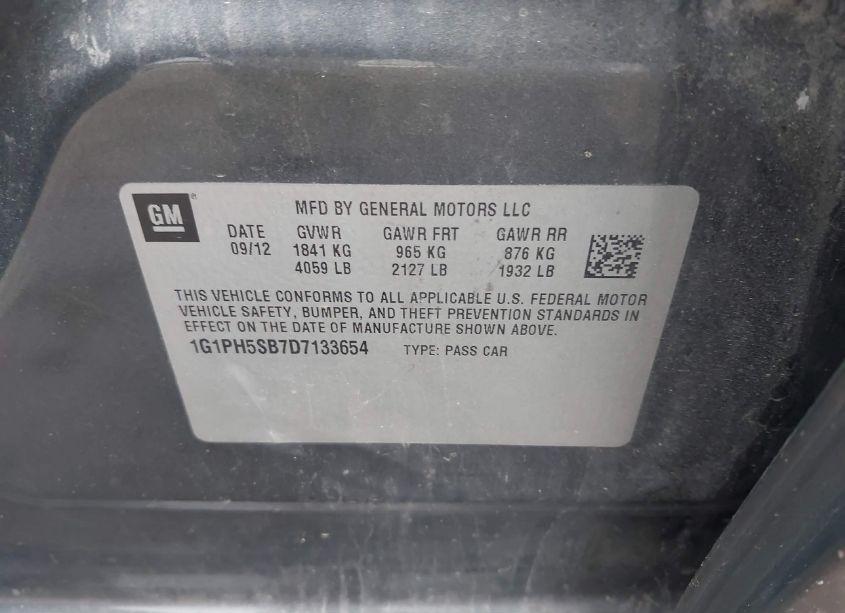 GM
MFD BY GENERAL MOTORS LLC
DATE GVWR GAWR FRT GAWR RR
09/12 1841 KG 965 KG 876 KG
4059 LB 2127 LB 1932 LB
THIS VEHICLE CONFORMS TO ALL APPLICABLE U.S. FEDERAL MOTOR
VEHICLE SAFETY, BUMPER, AND THEFT PREVENTION STANDARDS IN
EFFECT ON THE DATE OF MANUFACTURE SHOWN ABOVE.
1G1PH5SB7D7133654 TYPE: PASS CAR